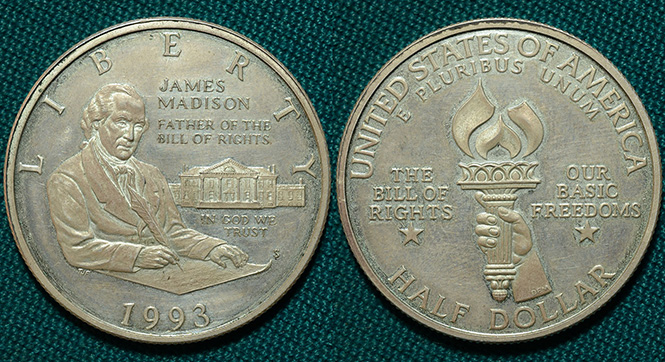 LIBERTY
JAMES
MADISON
FATHER OF THE
BILL OF RIGHTS
IN GOD WE
TRUST
1993
UNITED STATES OF AMERICA
E PLURIBUS UNUM
THE
BILL OF
RIGHTS
OUR
BASIC
FREEDOMS
HALF DOLLAR